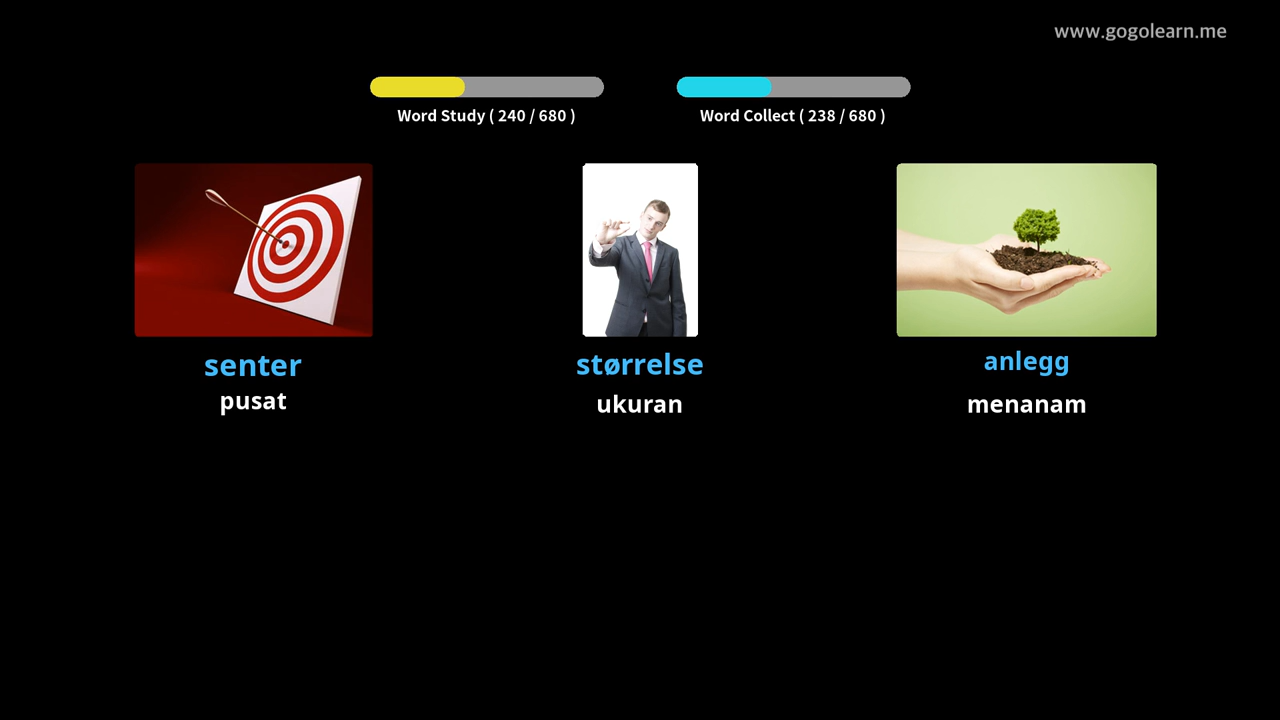 www.gogolearn.me
Word Study ( 240 / 680 )
Word Collect ( 238 / 680 )
senter
størrelse
anlegg
pusat
ukuran
menanam